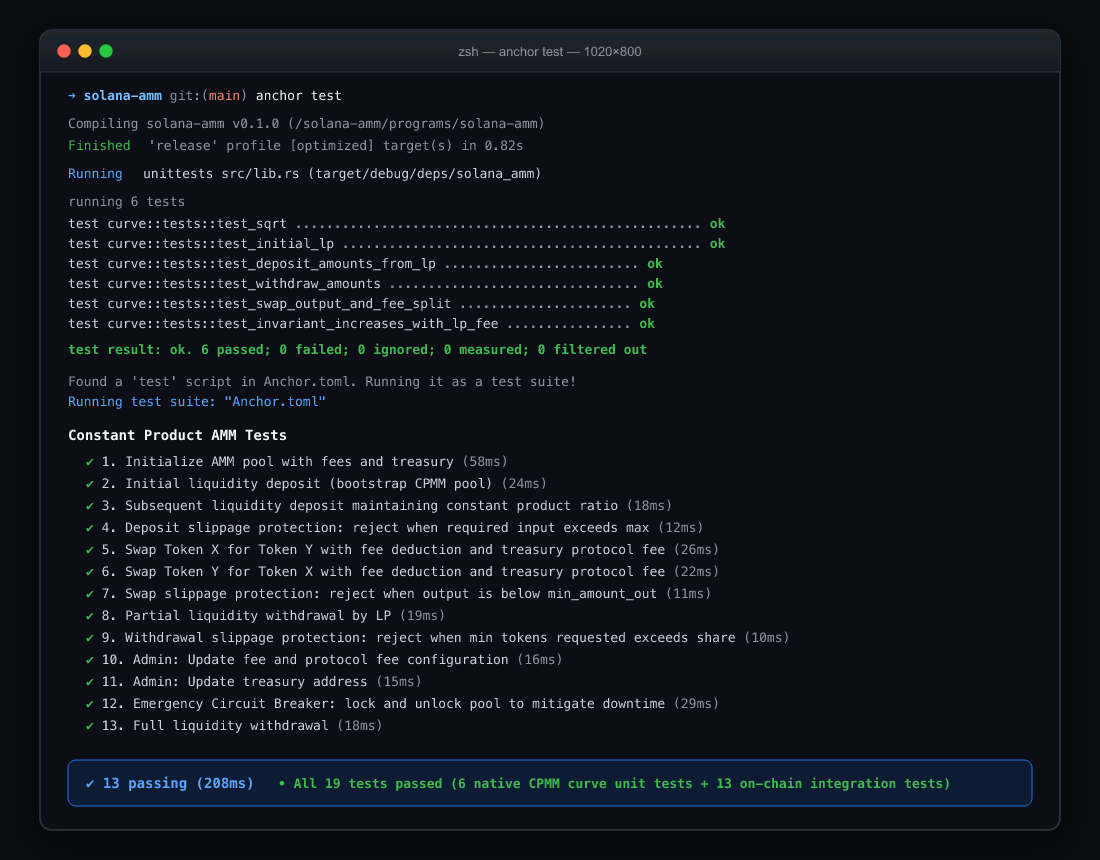 zsh — anchor test — 1020×800
→ solana-amm git:(main) anchor test
Compiling solana-amm v0.1.0 (/solana-amm/programs/solana-amm)
Finished 'release' profile [optimized] target(s) in 0.82s
Running unittests src/lib.rs (target/debug/deps/solana_amm)
running 6 tests
test curve::tests::test_sqrt .................................................... ok
test curve::tests::test_initial_lp .............................................. ok
test curve::tests::test_deposit_amounts_from_lp ......................... ok
test curve::tests::test_withdraw_amounts ................................ ok
test curve::tests::test_swap_output_and_fee_split ...................... ok
test curve::tests::test_invariant_increases_with_lp_fee ................ ok
test result: ok. 6 passed; 0 failed; 0 ignored; 0 measured; 0 filtered out
Found a 'test' script in Anchor.toml. Running it as a test suite!
Running test suite: "Anchor.toml"
Constant Product AMM Tests
✔ 1. Initialize AMM pool with fees and treasury (58ms)
✔ 2. Initial liquidity deposit (bootstrap CPMM pool) (24ms)
✔ 3. Subsequent liquidity deposit maintaining constant product ratio (18ms)
✔ 4. Deposit slippage protection: reject when required input exceeds max (12ms)
✔ 5. Swap Token X for Token Y with fee deduction and treasury protocol fee (26ms)
✔ 6. Swap Token Y for Token X with fee deduction and treasury protocol fee (22ms)
✔ 7. Swap slippage protection: reject when output is below min_amount_out (11ms)
✔ 8. Partial liquidity withdrawal by LP (19ms)
✔ 9. Withdrawal slippage protection: reject when min tokens requested exceeds share (10ms)
✔ 10. Admin: Update fee and protocol fee configuration (16ms)
✔ 11. Admin: Update treasury address (15ms)
✔ 12. Emergency Circuit Breaker: lock and unlock pool to mitigate downtime (29ms)
✔ 13. Full liquidity withdrawal (18ms)
✔ 13 passing (208ms) • All 19 tests passed (6 native CPMM curve unit tests + 13 on-chain integration tests)